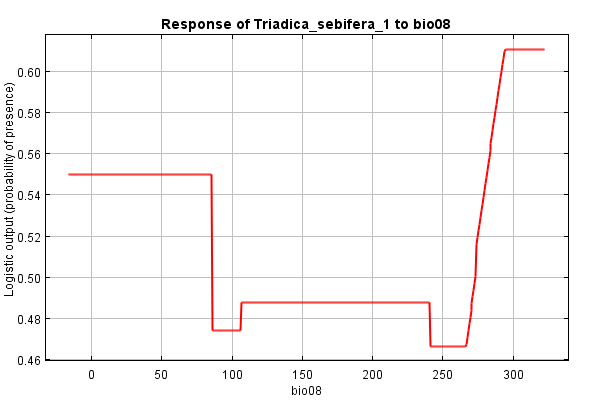 Response of Triadica_sebifera_1 to bio08
Logistic output (probability of presence)
0.60
0.58
0.56
0.54
0.52
0.50
0.48
0.46
0 50 100 150 200 250 300
bio08